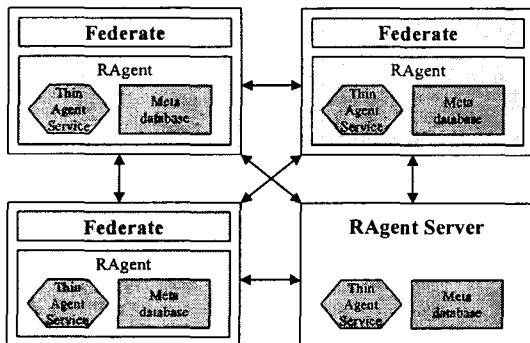 Federate
RAgent
Thin
Agent
Service
Meta
database
Federate
RAgent
Thin
Agent
Service
Meta
database
Federate
RAgent
Thin
Agent
Service
Meta
database
RAgent Server
Thin
Agent
Service
Meta
database